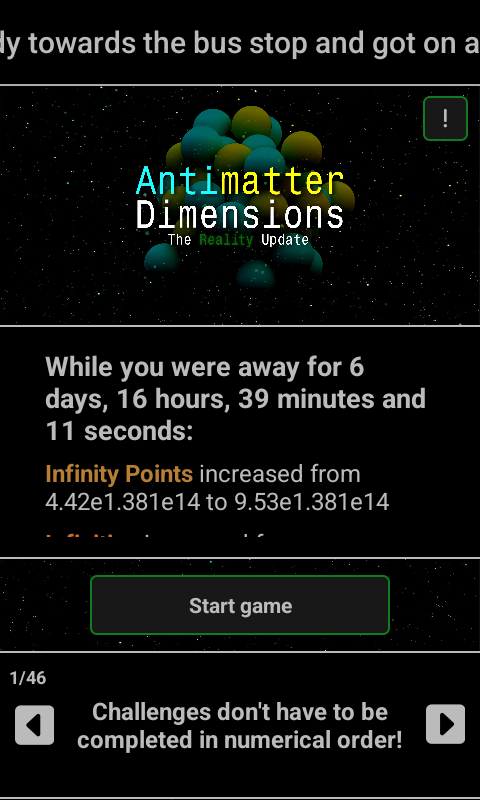 dy towards the bus stop and got on a
!
Antimatter
Dimensions
The Reality Update
While you were away for 6
days, 16 hours, 39 minutes and
11 seconds:
Infinity Points increased from
4.42e1.381e14 to 9.53e1.381e14
Start game
1/46
Challenges don't have to be
completed in numerical order!